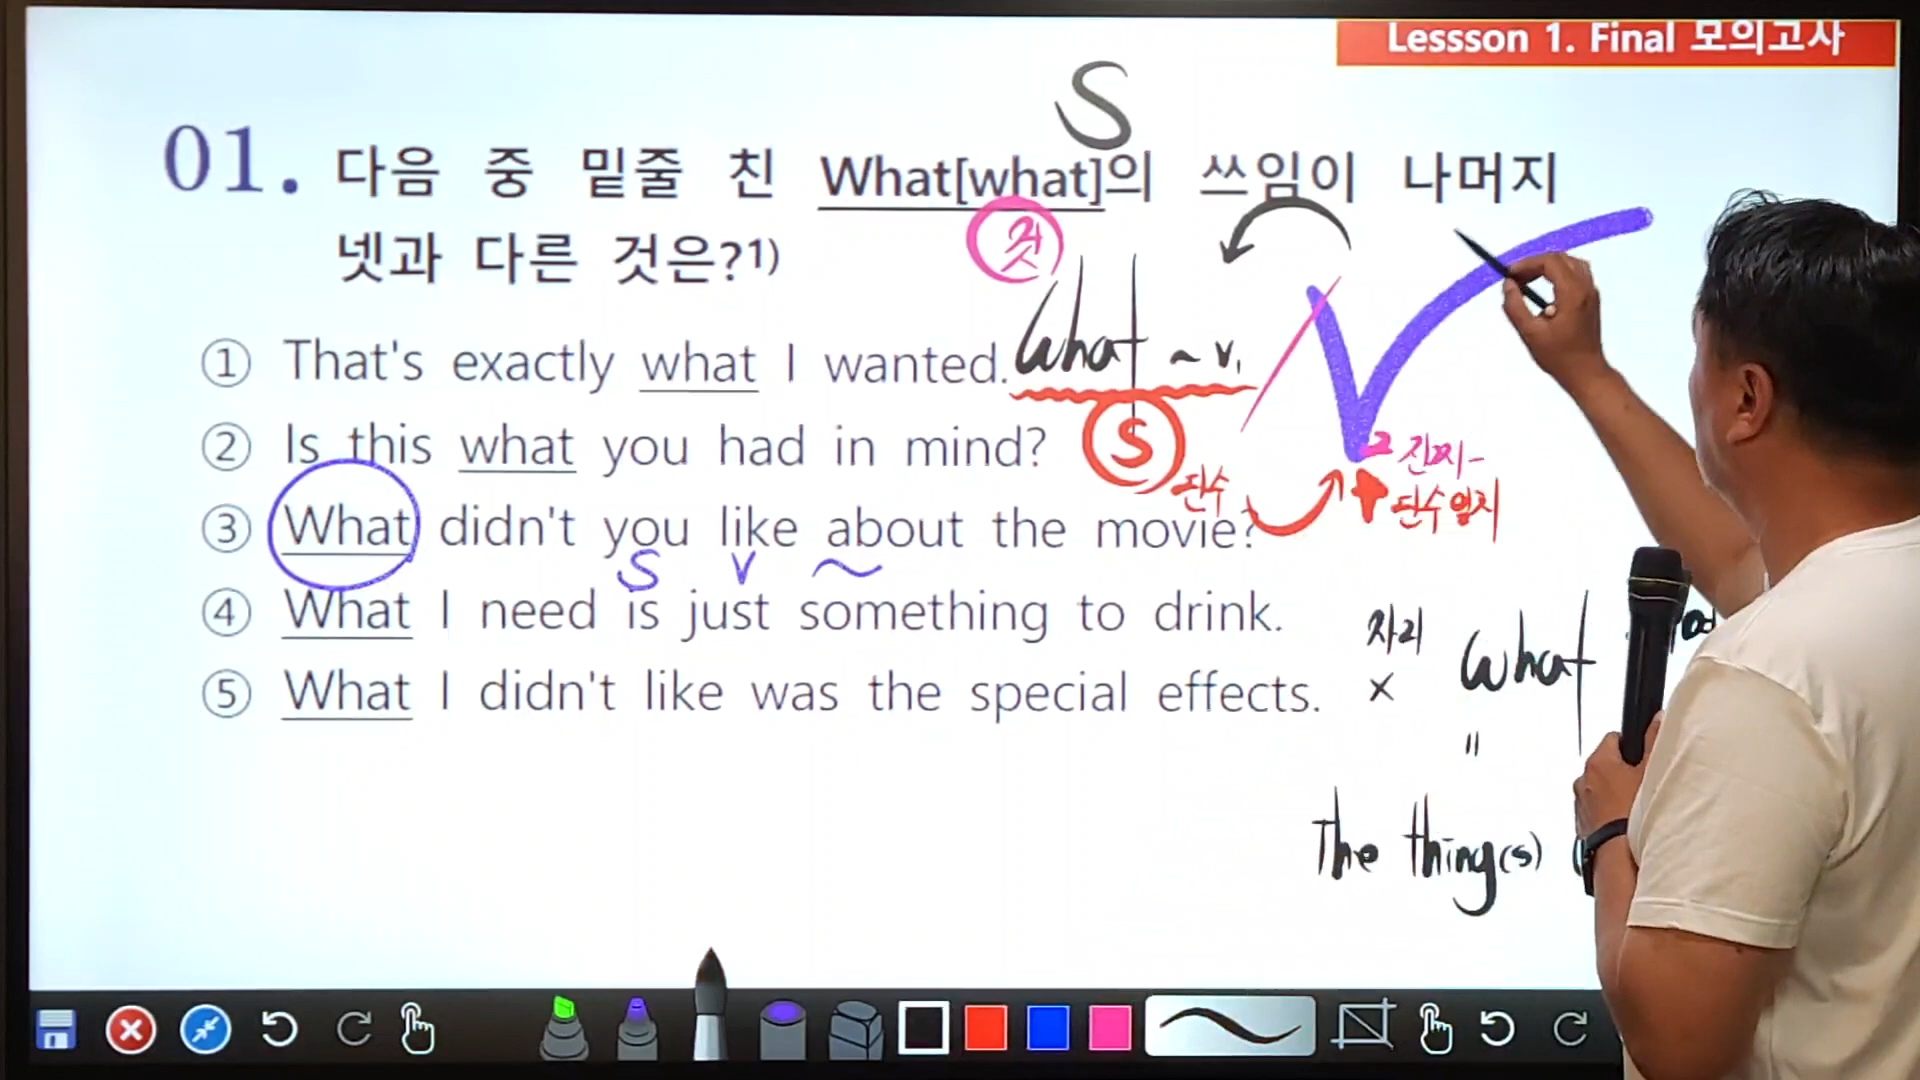 Lessson 1. Final 모의고사
S
01. 다음 중 밑줄 친 What[what]의 쓰임이 나머지
넷과 다른 것은?1)
것
① That's exactly what I wanted.
What ~ v₁
② Is this what you had in mind?
S
단수
2 진짜-
단수일치
③ What didn't you like about the movie?
S v
④ What I need is just something to drink.
자리
x
What
⑤ What I didn't like was the special effects.
"
The thing(s)